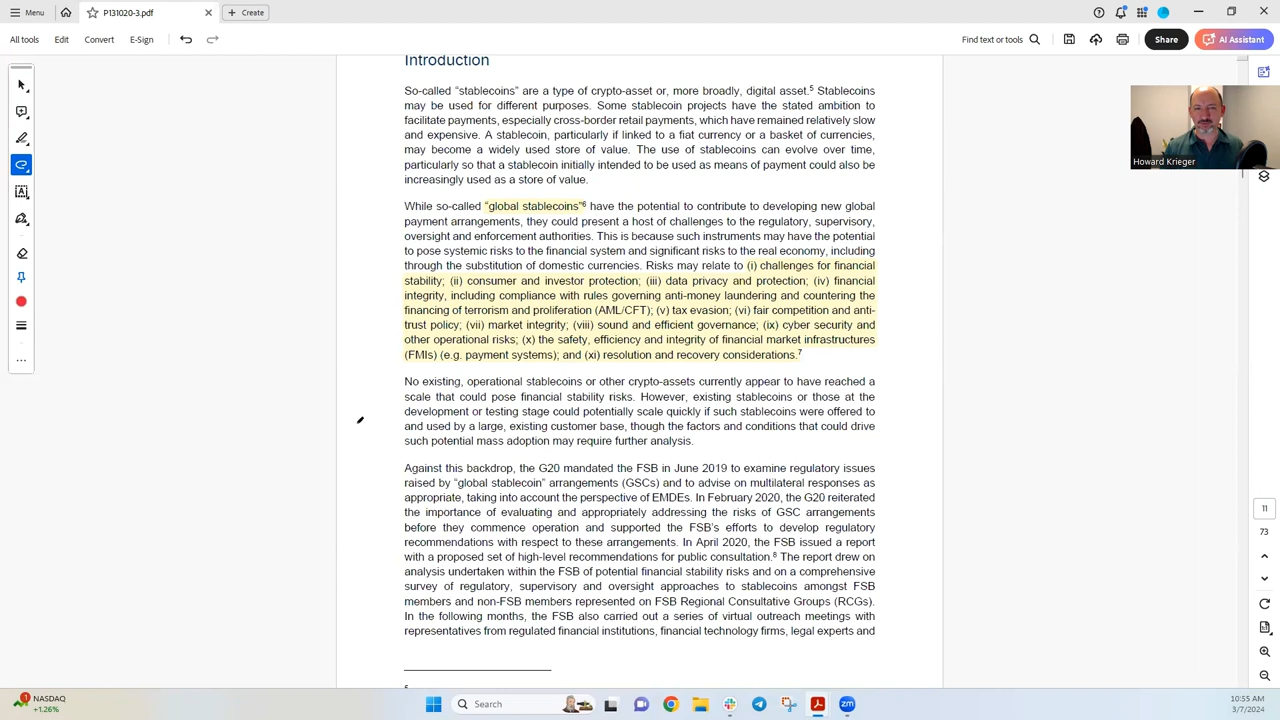 Menu
P131020-3.pdf
Create
All tools
Edit
Convert
E-Sign
Find text or tools
Share
AI Assistant
Introduction
So-called “stablecoins” are a type of crypto-asset or, more broadly, digital asset.5 Stablecoins
may be used for different purposes. Some stablecoin projects have the stated ambition to
facilitate payments, especially cross-border retail payments, which have remained relatively slow
and expensive. A stablecoin, particularly if linked to a fiat currency or a basket of currencies,
may become a widely used store of value. The use of stablecoins can evolve over time,
particularly so that a stablecoin initially intended to be used as means of payment could also be
increasingly used as a store of value.
While so-called “global stablecoins”6 have the potential to contribute to developing new global
payment arrangements, they could present a host of challenges to the regulatory, supervisory,
oversight and enforcement authorities. This is because such instruments may have the potential
to pose systemic risks to the financial system and significant risks to the real economy, including
through the substitution of domestic currencies. Risks may relate to (i) challenges for financial
stability; (ii) consumer and investor protection; (iii) data privacy and protection; (iv) financial
integrity, including compliance with rules governing anti-money laundering and countering the
financing of terrorism and proliferation (AML/CFT); (v) tax evasion; (vi) fair competition and anti-
trust policy; (vii) market integrity; (viii) sound and efficient governance; (ix) cyber security and
other operational risks; (x) the safety, efficiency and integrity of financial market infrastructures
(FMIs) (e.g. payment systems); and (xi) resolution and recovery considerations.7
No existing, operational stablecoins or other crypto-assets currently appear to have reached a
scale that could pose financial stability risks. However, existing stablecoins or those at the
development or testing stage could potentially scale quickly if such stablecoins were offered to
and used by a large, existing customer base, though the factors and conditions that could drive
such potential mass adoption may require further analysis.
Against this backdrop, the G20 mandated the FSB in June 2019 to examine regulatory issues
raised by “global stablecoin” arrangements (GSCs) and to advise on multilateral responses as
appropriate, taking into account the perspective of EMDEs. In February 2020, the G20 reiterated
the importance of evaluating and appropriately addressing the risks of GSC arrangements
before they commence operation and supported the FSB’s efforts to develop regulatory
recommendations with respect to these arrangements. In April 2020, the FSB issued a report
with a proposed set of high-level recommendations for public consultation.8 The report drew on
analysis undertaken within the FSB of potential financial stability risks and on a comprehensive
survey of regulatory, supervisory and oversight approaches to stablecoins amongst FSB
members and non-FSB members represented on FSB Regional Consultative Groups (RCGs).
In the following months, the FSB also carried out a series of virtual outreach meetings with
representatives from regulated financial institutions, financial technology firms, legal experts and
Howard Krieger
11
73
1
NASDAQ
+1.26%
Search
zm
10:55 AM
3/7/2024